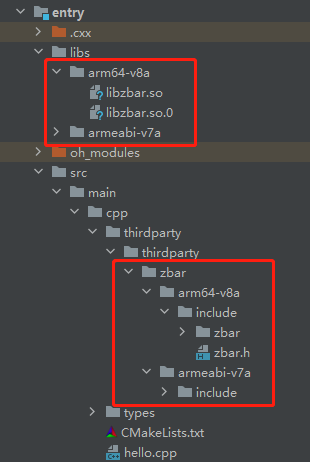 entry
.cxx
libs
arm64-v8a
libzbar.so
libzbar.so.0
armeabi-v7a
oh_modules
src
main
cpp
thirdparty
thirdparty
zbar
arm64-v8a
include
zbar
zbar.h
armeabi-v7a
include
types
CMakeLists.txt
hello.cpp